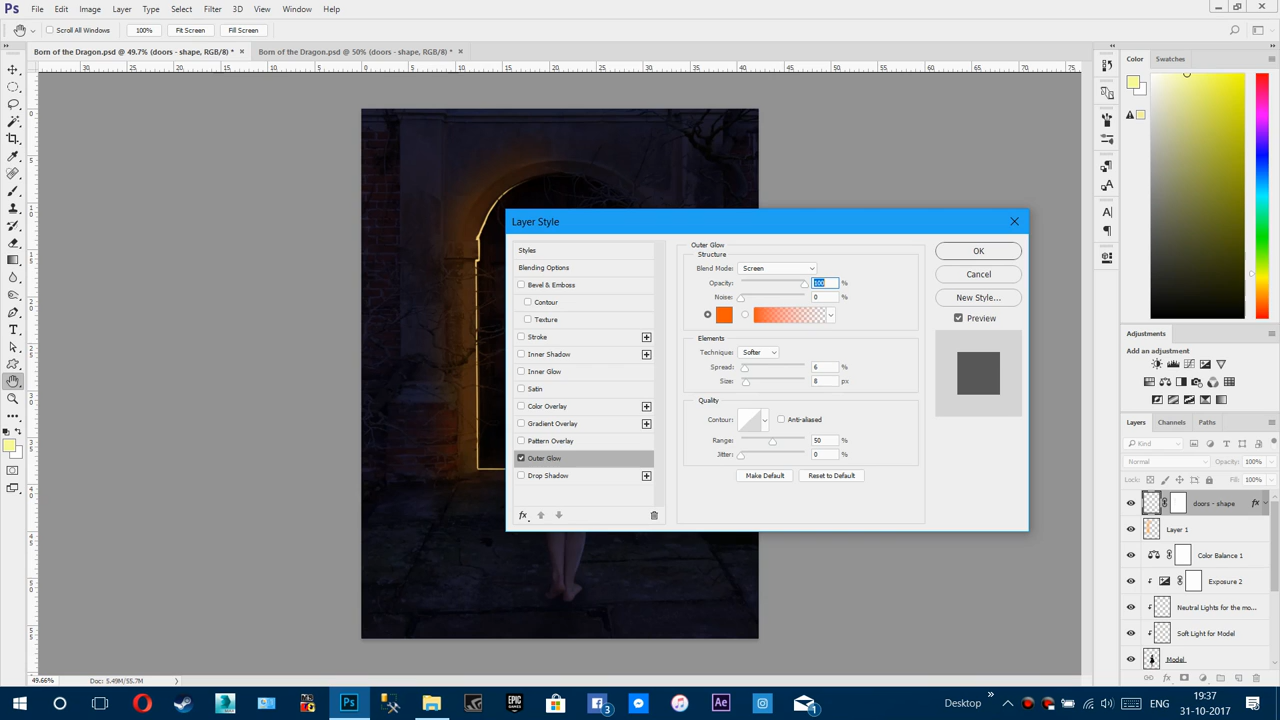 Ps File Edit Image Layer Type Select Filter 3D View Window Help
Scroll All Windows 100% Fit Screen Fill Screen
Born of the Dragon.psd @ 49.7% (doors - shape, RGB/8) * Born of the Dragon.psd @ 50% (doors - shape, RGB/8) *
Color Swatches
Layer Style
Styles
Blending Options
Bevel & Emboss
Contour
Texture
Stroke
Inner Shadow
Inner Glow
Satin
Color Overlay
Gradient Overlay
Pattern Overlay
Outer Glow
Drop Shadow
fx
Outer Glow
Structure
Blend Mode: Screen
Opacity: 100 %
Noise: 0 %
Elements
Technique: Softer
Spread: 6 %
Size: 8 px
Quality
Contour: Anti-aliased
Range: 50 %
Jitter: 0 %
Make Default Reset to Default
OK
Cancel
New Style...
Preview
Adjustments
Add an adjustment
Layers Channels Paths
Kind
Normal Opacity: 100%
Lock: Fill: 100%
doors - shape fx
Layer 1
Color Balance 1
Exposure 2
Neutral Lights for the mo...
Soft Light for Model
Model
49.66% Doc: 5.49M/55.7M
Desktop ENG 19:37
31-10-2017